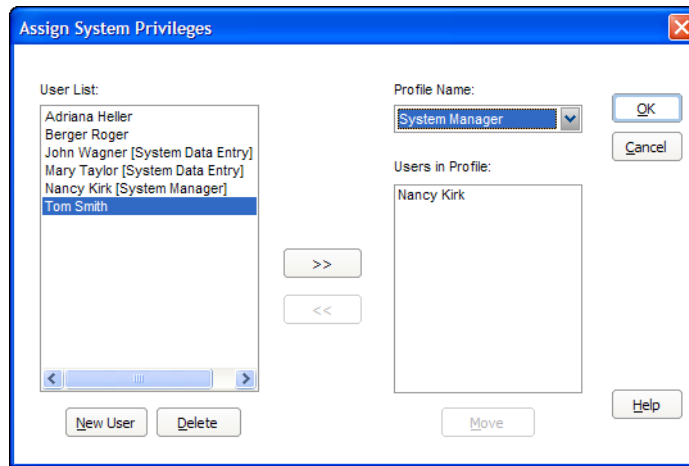 Assign System Privileges
User List:
Adriana Heller
Berger Roger
John Wagner [System Data Entry]
Mary Taylor [System Data Entry]
Nancy Kirk [System Manager]
Tom Smith
>>
<<
New User
Delete
Profile Name:
System Manager
Users in Profile:
Nancy Kirk
Move
OK
Cancel
Help